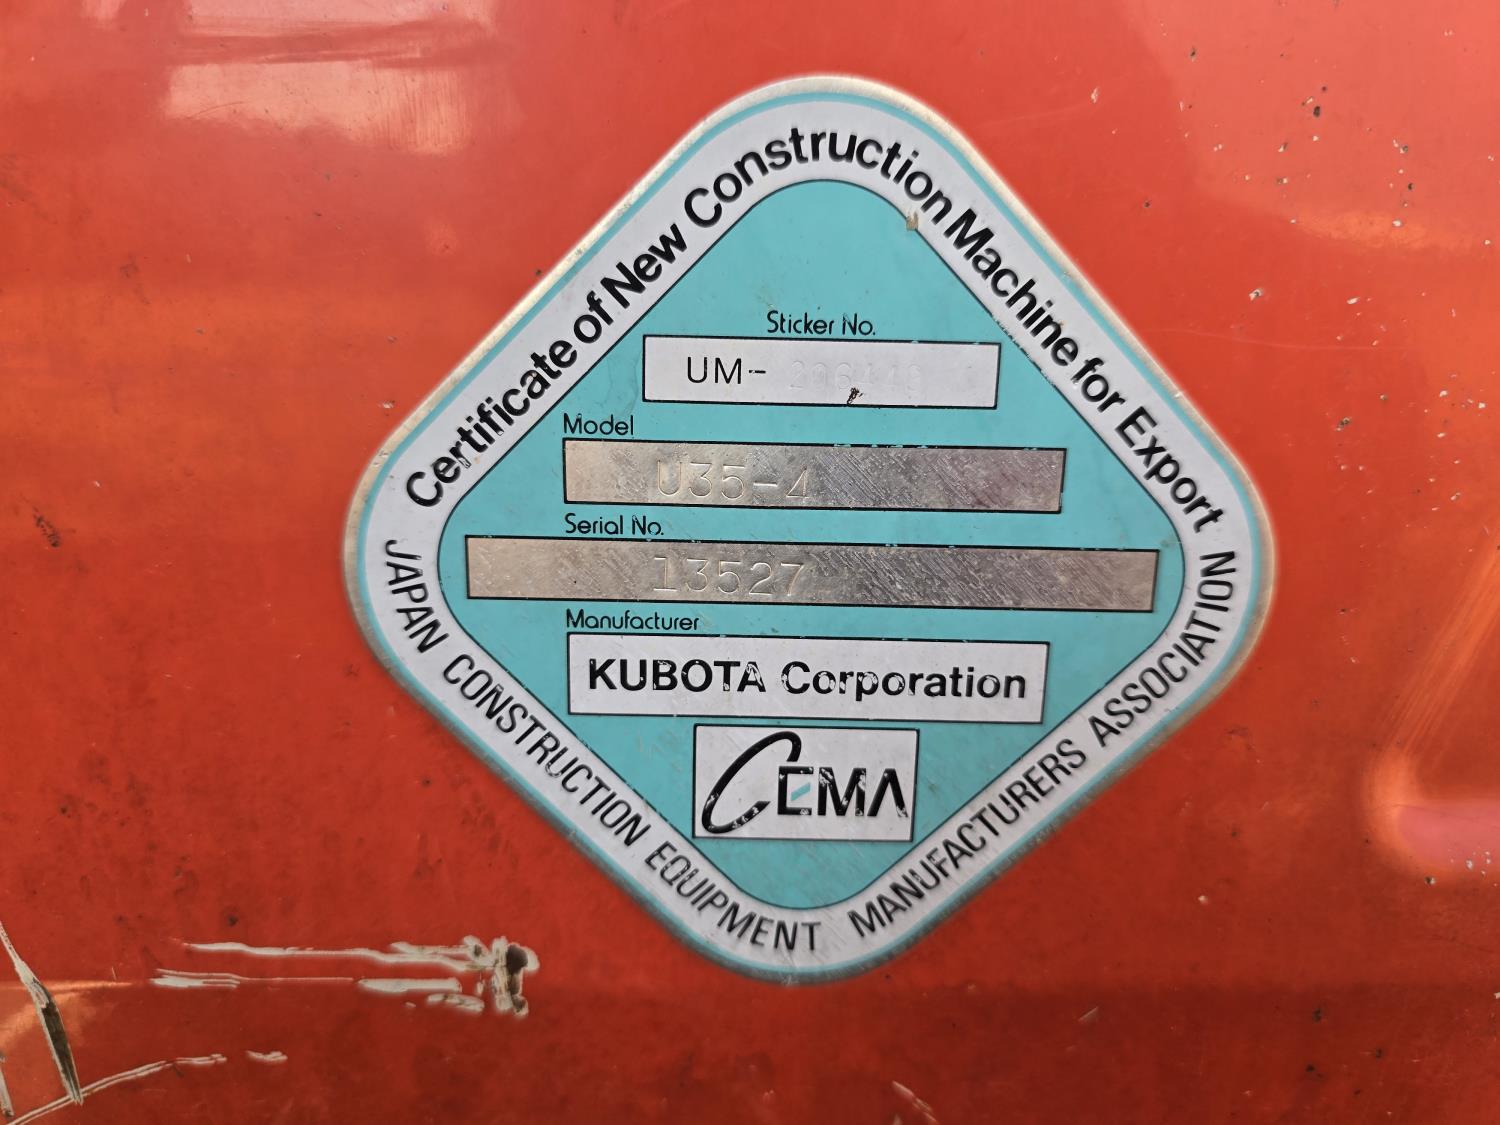 Certificate of New Construction Machine for Export
Sticker No.
UM-
Model
U35-4
Serial No.
13527
Manufacturer
KUBOTA Corporation
CEMA
JAPAN CONSTRUCTION EQUIPMENT MANUFACTURERS ASSOCIATION